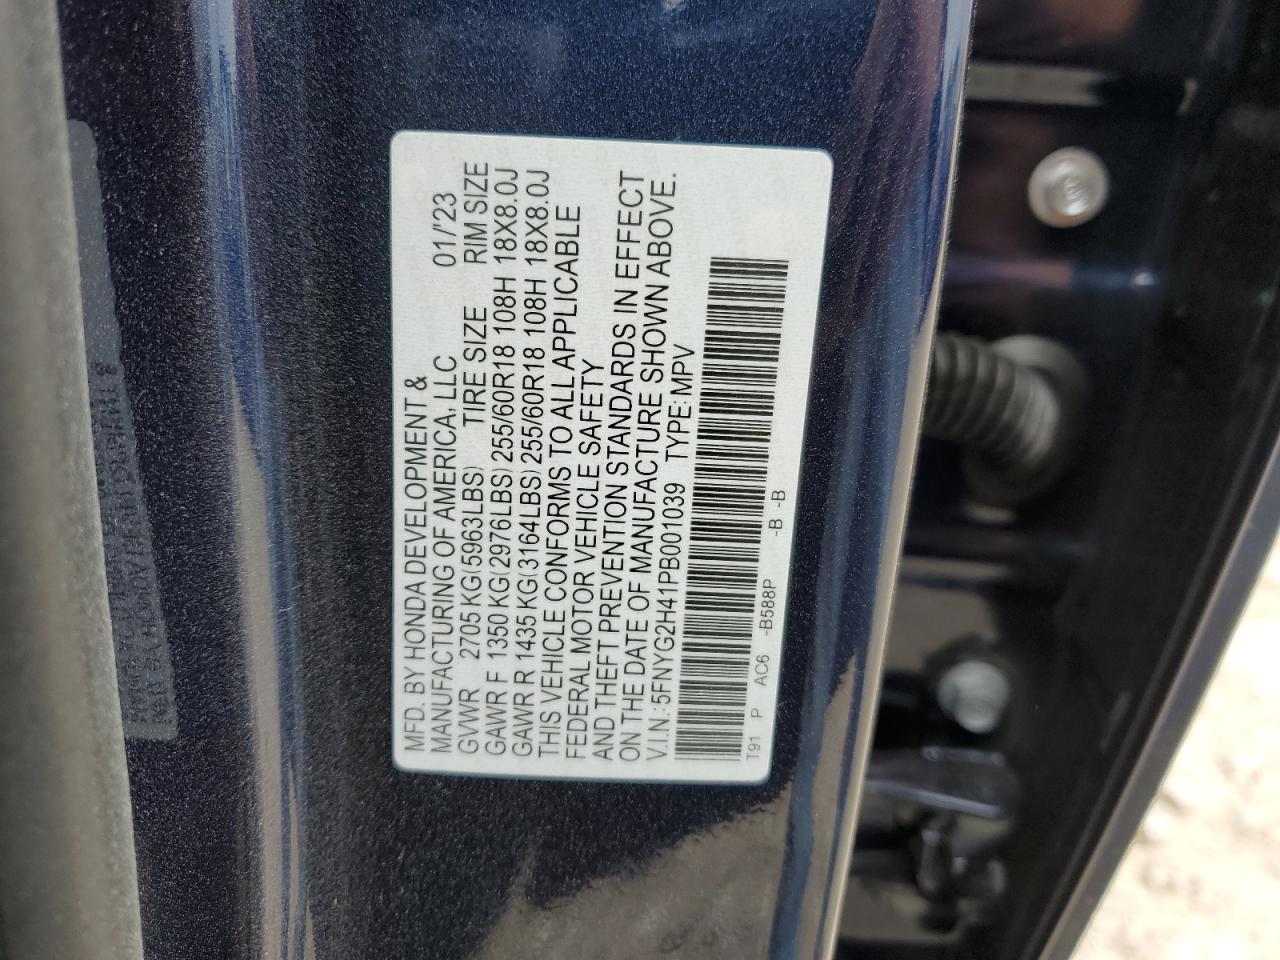 MFD. BY HONDA DEVELOPMENT &
MANUFACTURING OF AMERICA, LLC 01/'23
GVWR 2705 KG(5963LBS) TIRE SIZE RIM SIZE
GAWR F 1350 KG(2976LBS) 255/60R18 108H 18X8.0J
GAWR R 1435 KG(3164LBS) 255/60R18 108H 18X8.0J
THIS VEHICLE CONFORMS TO ALL APPLICABLE
FEDERAL MOTOR VEHICLE SAFETY
AND THEFT PREVENTION STANDARDS IN EFFECT
ON THE DATE OF MANUFACTURE SHOWN ABOVE.
V.I.N.: 5FNYG2H41PB001039 TYPE: MPV
T91 P AC6 -B588P -B -B